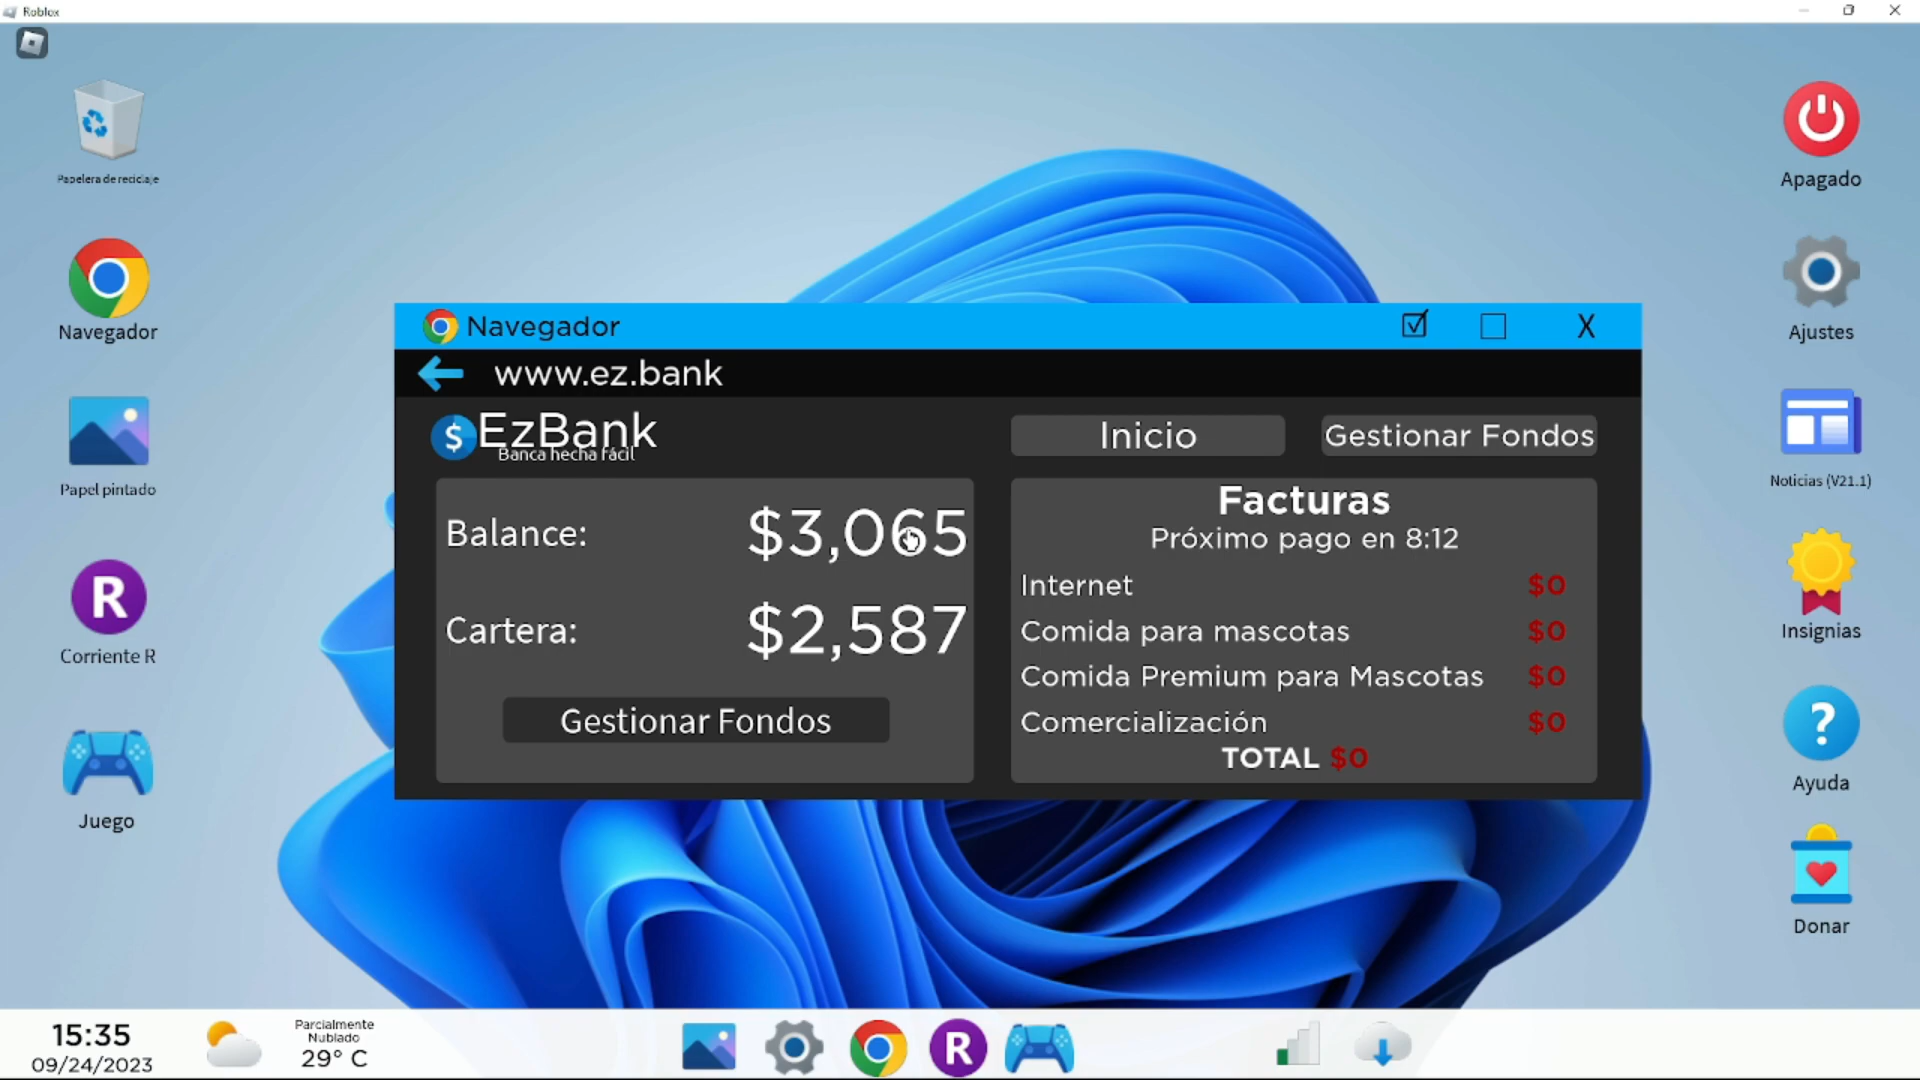 Roblox
Papelera de reciclaje
Navegador
Papel pintado
R
Corriente R
Juego
Apagado
Ajustes
Noticias (V21.1)
Insignias
?
Ayuda
Donar
Navegador
X
www.ez.bank
$ EzBank
Banca hecha fácil
Inicio
Gestionar Fondos
Balance: $3,065
Cartera: $2,587
Gestionar Fondos
Facturas
Próximo pago en 8:12
Internet $0
Comida para mascotas $0
Comida Premium para Mascotas $0
Comercialización $0
TOTAL $0
15:35
09/24/2023
Parcialmente
Nublado
29° C
R